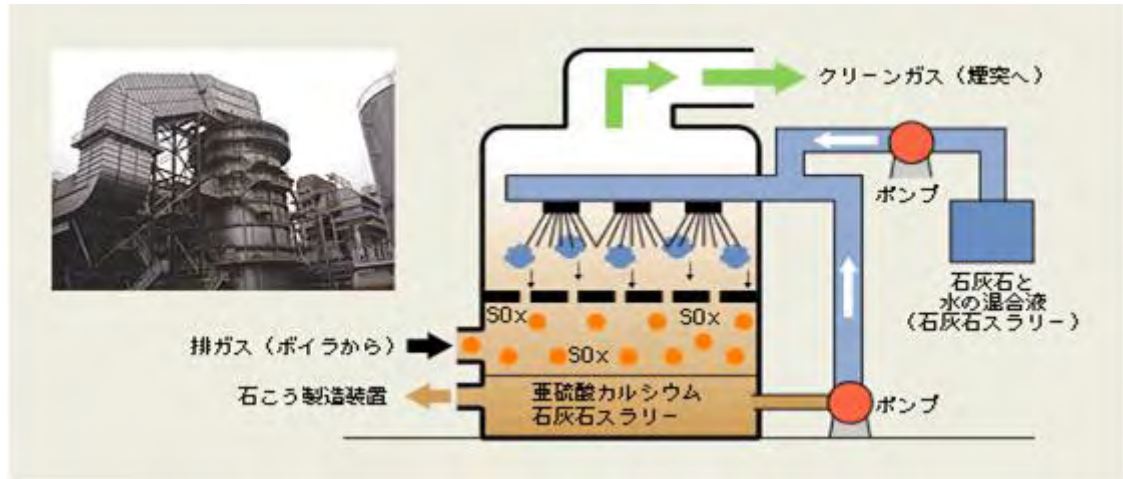 クリーンガス（煙突へ）
ポンプ
石灰石と
水の混合液
（石灰石スラリー）
SOx
SOx
排ガス（ボイラから）
SOx
石こう製造装置
亜硫酸カルシウム
石灰石スラリー
ポンプ